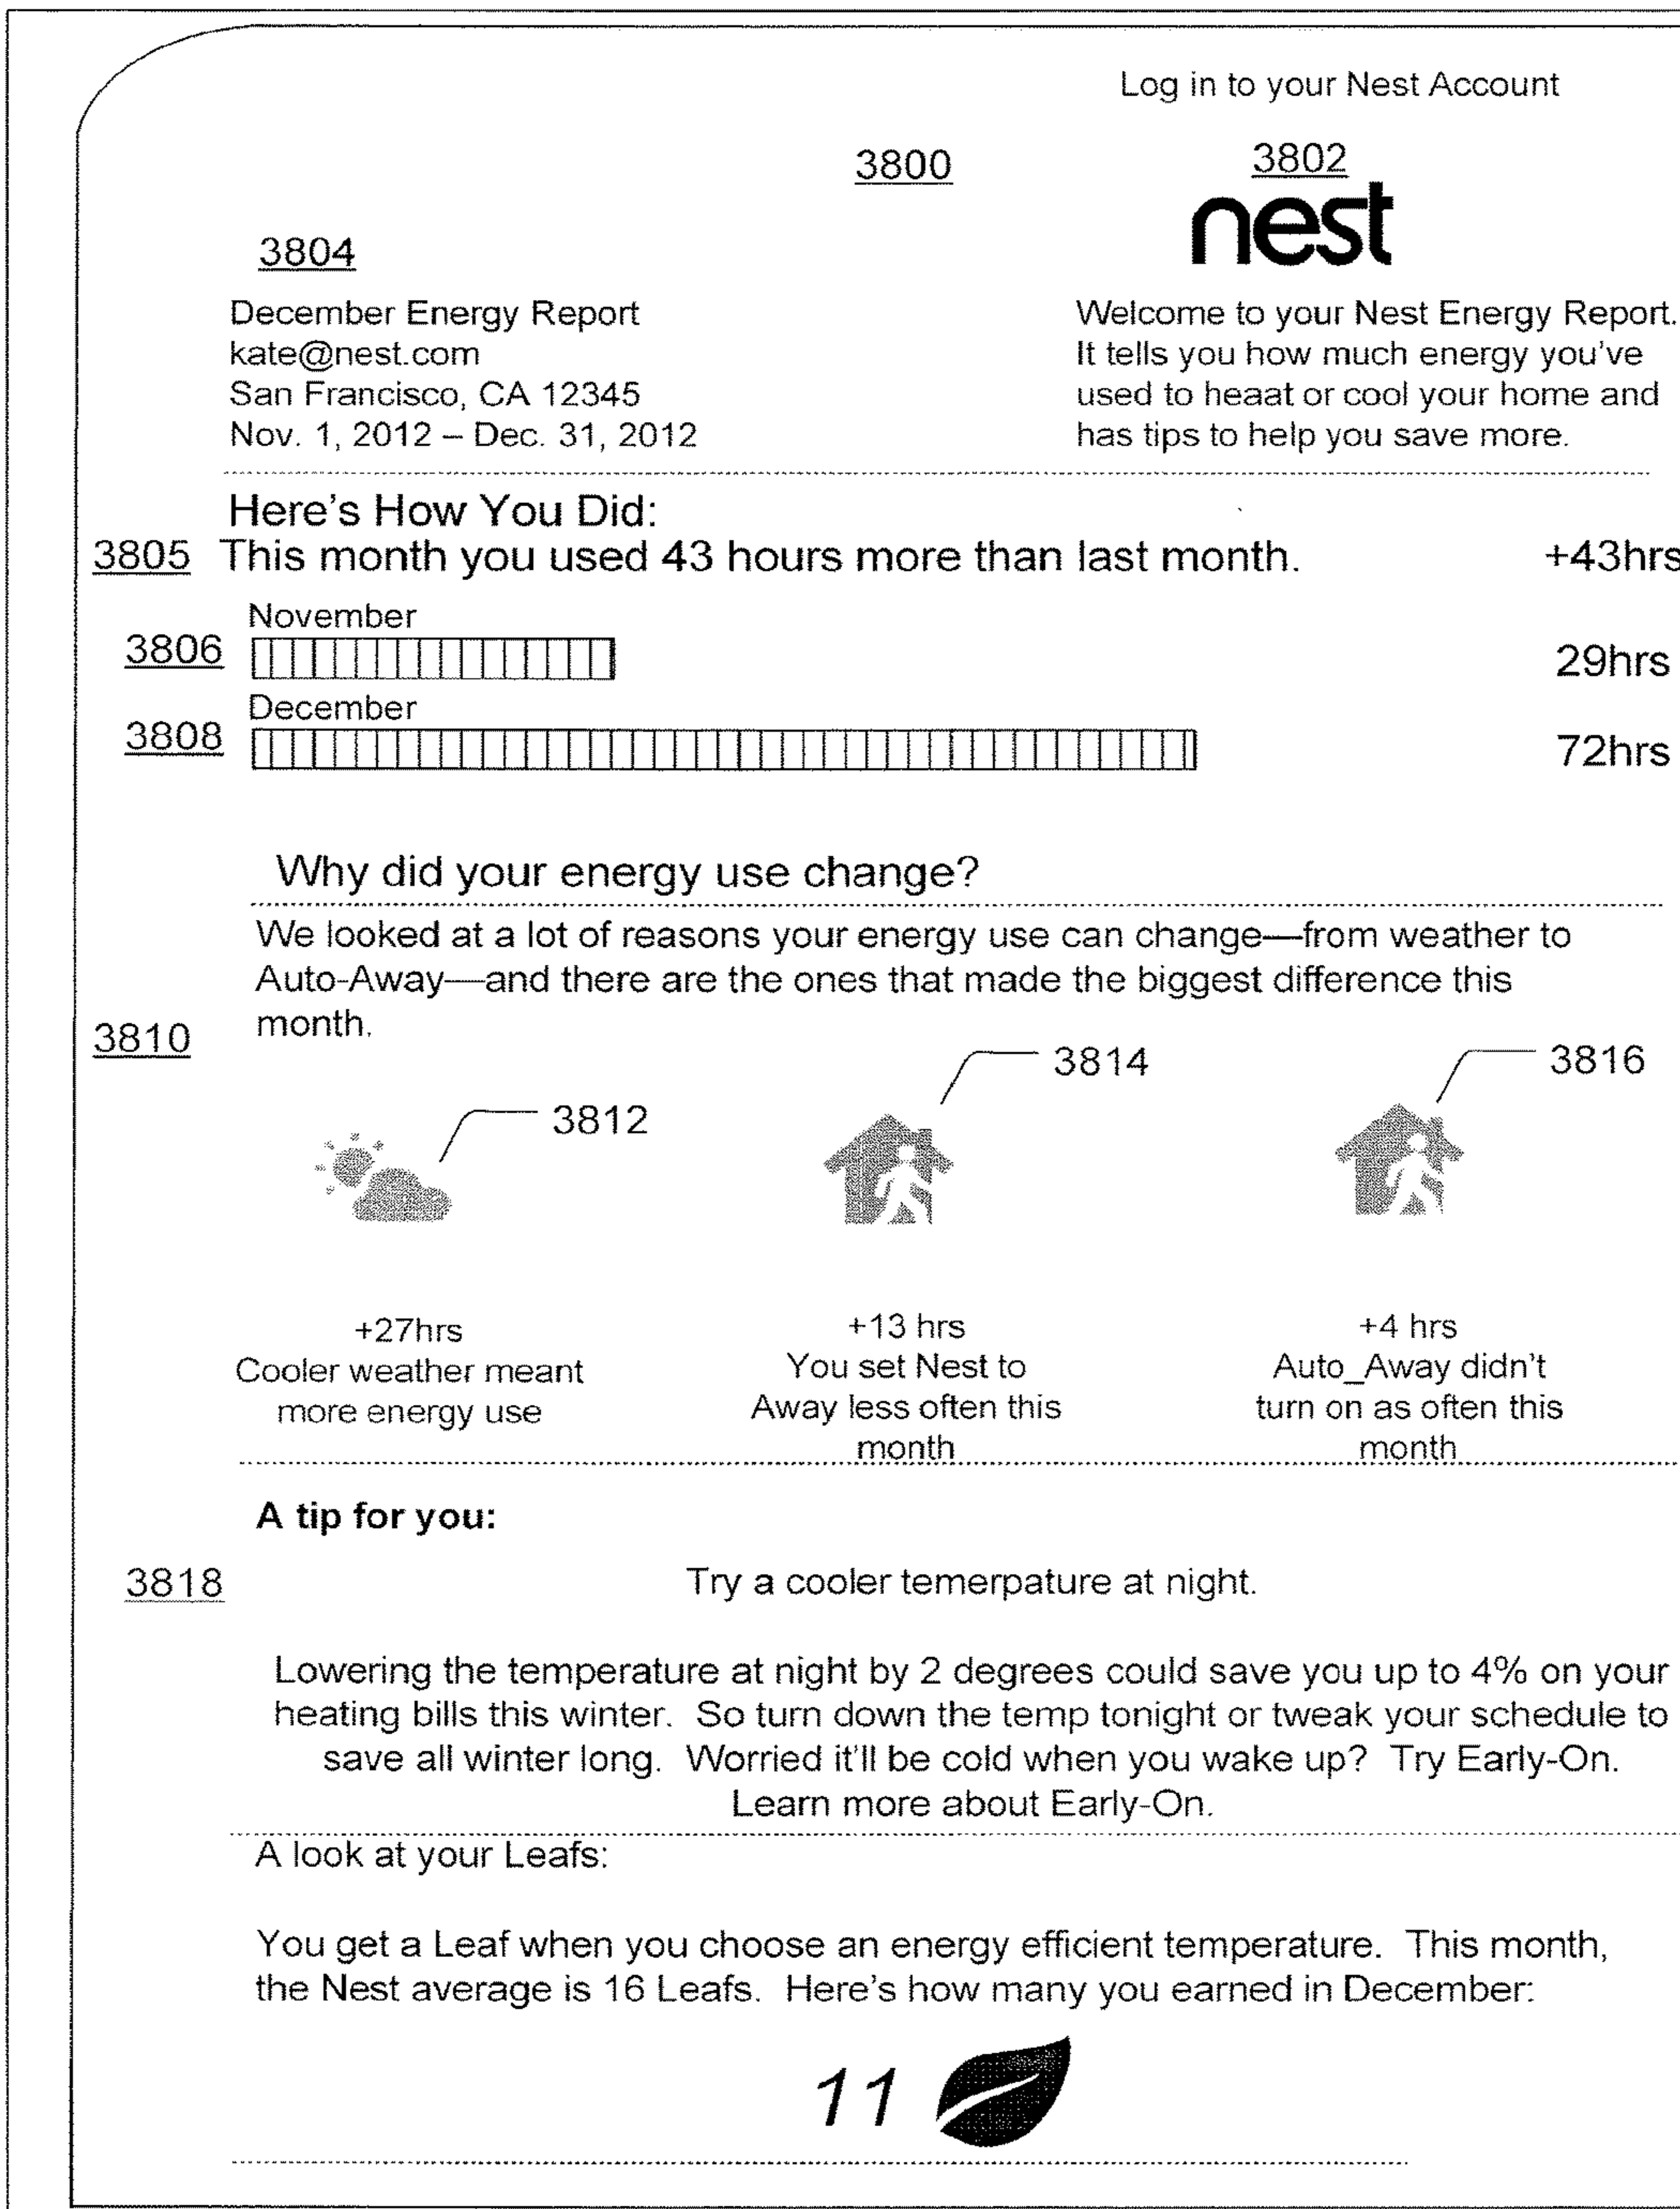 Log in to your Nest Account
3800
3802
nest
3804
December Energy Report
kate@nest.com
San Francisco, CA 12345
Nov. 1, 2012 – Dec. 31, 2012
Welcome to your Nest Energy Report.
It tells you how much energy you've
used to heaat or cool your home and
has tips to help you save more.
Here's How You Did:
3805 This month you used 43 hours more than last month. +43hrs
November
3806 29hrs
December
3808 72hrs
Why did your energy use change?
We looked at a lot of reasons your energy use can change—from weather to
Auto-Away—and there are the ones that made the biggest difference this
month.
3810
3812
3814
3816
+27hrs
Cooler weather meant
more energy use
+13 hrs
You set Nest to
Away less often this
month
+4 hrs
Auto_Away didn't
turn on as often this
month
A tip for you:
3818
Try a cooler temerpature at night.
Lowering the temperature at night by 2 degrees could save you up to 4% on your
heating bills this winter. So turn down the temp tonight or tweak your schedule to
save all winter long. Worried it'll be cold when you wake up? Try Early-On.
Learn more about Early-On.
A look at your Leafs:
You get a Leaf when you choose an energy efficient temperature. This month,
the Nest average is 16 Leafs. Here's how many you earned in December:
11